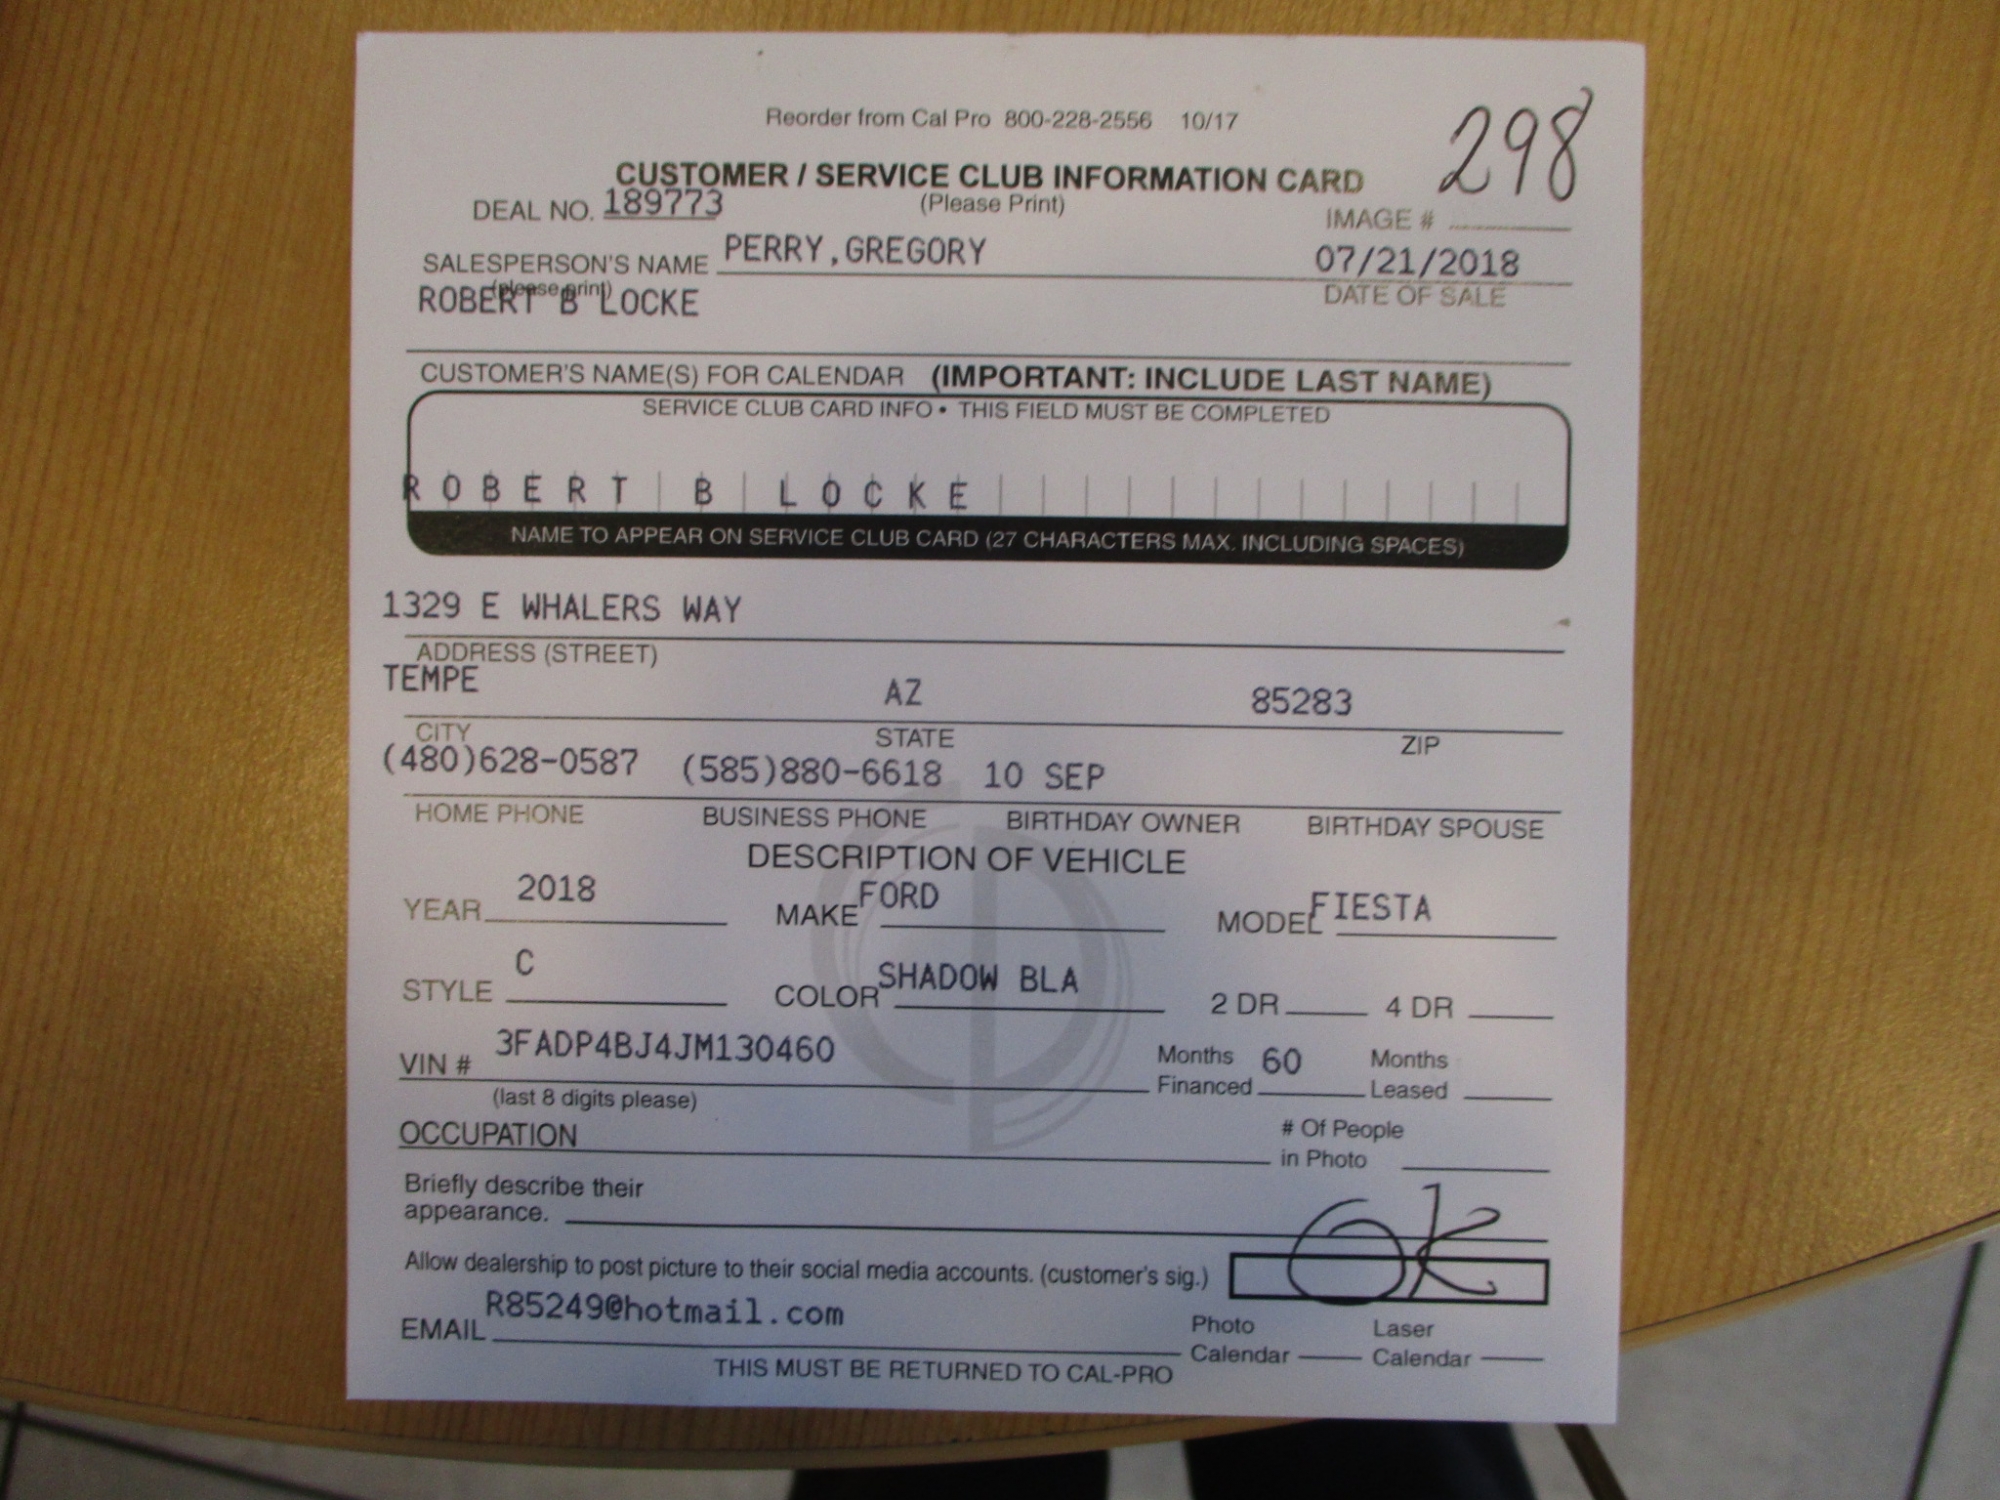 Reorder from Cal Pro 800-228-2556 10/17
298
CUSTOMER / SERVICE CLUB INFORMATION CARD
DEAL NO. 189773 (Please Print) IMAGE #
SALESPERSON'S NAME PERRY,GREGORY 07/21/2018
(please print) DATE OF SALE
ROBERT B LOCKE
CUSTOMER'S NAME(S) FOR CALENDAR (IMPORTANT: INCLUDE LAST NAME)
SERVICE CLUB CARD INFO • THIS FIELD MUST BE COMPLETED
ROBERT B LOCKE
NAME TO APPEAR ON SERVICE CLUB CARD (27 CHARACTERS MAX. INCLUDING SPACES)
1329 E WHALERS WAY
ADDRESS (STREET)
TEMPE AZ 85283
CITY STATE ZIP
(480)628-0587 (585)880-6618 10 SEP
HOME PHONE BUSINESS PHONE BIRTHDAY OWNER BIRTHDAY SPOUSE
DESCRIPTION OF VEHICLE
YEAR 2018 MAKE FORD MODEL FIESTA
STYLE C COLOR SHADOW BLA 2 DR 4 DR
VIN # 3FADP4BJ4JM130460 Months Financed 60 Months Leased
(last 8 digits please)
OCCUPATION # Of People in Photo
Briefly describe their
appearance.
Allow dealership to post picture to their social media accounts. (customer's sig.) OK
EMAIL R85249@hotmail.com Photo Calendar Laser Calendar
THIS MUST BE RETURNED TO CAL-PRO